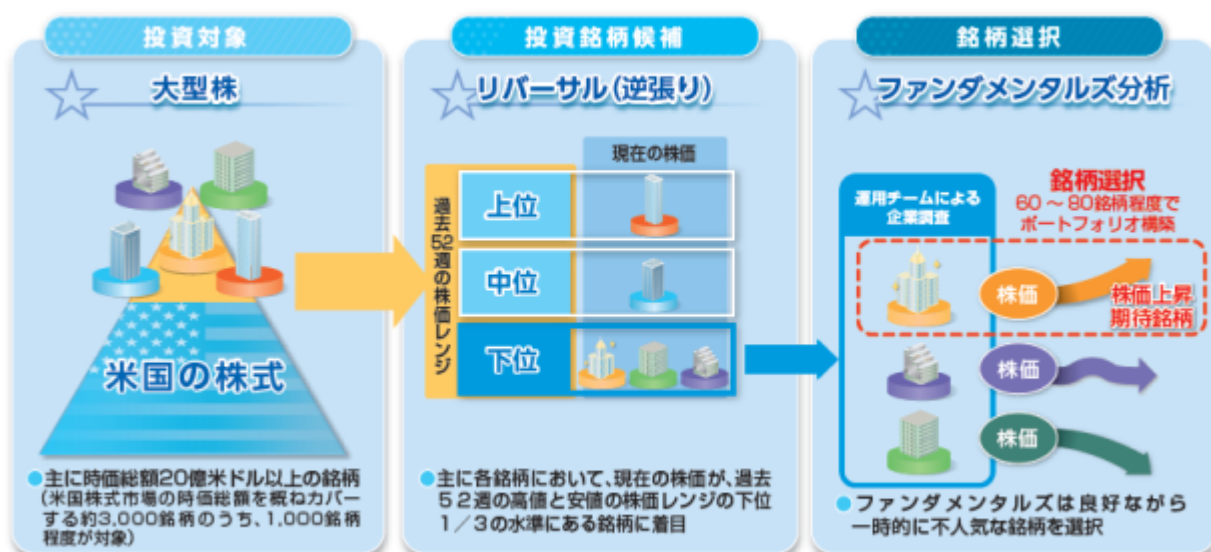 投資対象
大型株
米国の株式
●主に時価総額20億米ドル以上の銘柄
(米国株式市場の時価総額を概ねカバー
する約3,000銘柄のうち、1,000銘柄
程度が対象)
投資銘柄候補
リバーサル(逆張り)
現在の株価
過去52週の株価レンジ
上位
中位
下位
●主に各銘柄において、現在の株価が、過去
52週の高値と安値の株価レンジの下位
1/3の水準にある銘柄に着目
銘柄選択
ファンダメンタルズ分析
運用チームによる
企業調査
銘柄選択
60~80銘柄程度で
ポートフォリオ構築
株価
株価上昇
期待銘柄
株価
株価
●ファンダメンタルズは良好ながら
一時的に不人気な銘柄を選択